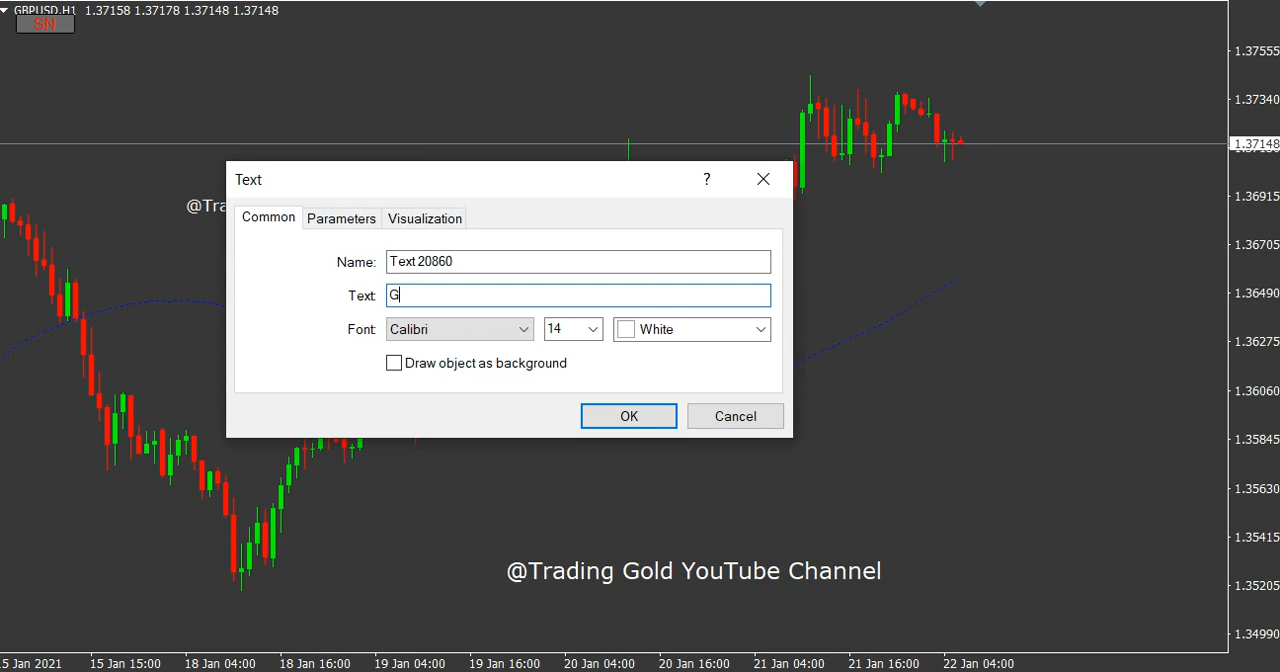 GBPUSD,H1 1.37158 1.37178 1.37148 1.37148
SN
1.37555
1.37340
1.37148
1.36915
1.36705
1.36490
1.36275
1.36060
1.35845
1.35630
1.35415
1.35205
1.34990
@Tra
Text ?
Common Parameters Visualization
Name: Text 20860
Text: G
Font: Calibri 14 White
Draw object as background
OK Cancel
@Trading Gold YouTube Channel
5 Jan 2021 15 Jan 15:00 18 Jan 04:00 18 Jan 16:00 19 Jan 04:00 19 Jan 16:00 20 Jan 04:00 20 Jan 16:00 21 Jan 04:00 21 Jan 16:00 22 Jan 04:00